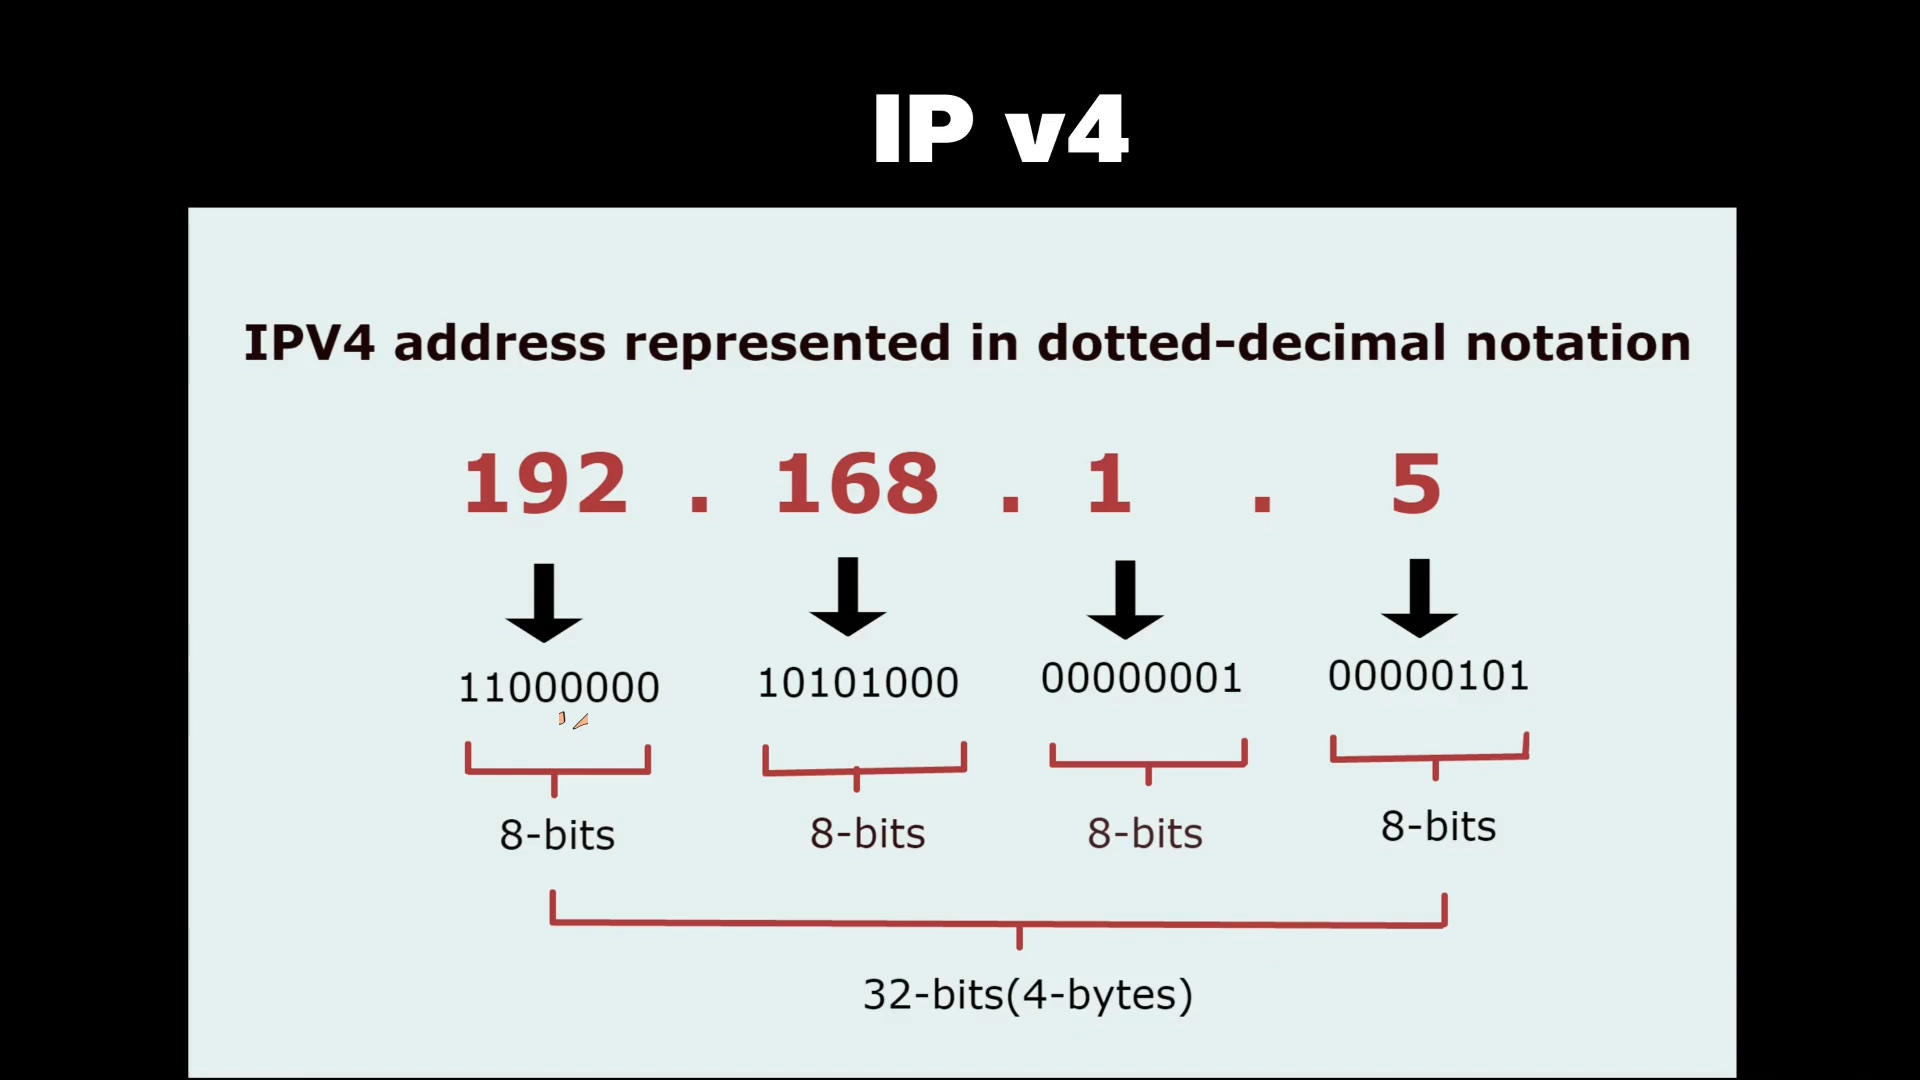 IP v4
IPV4 address represented in dotted-decimal notation
192 . 168 . 1 . 5
11000000 10101000 00000001 00000101
8-bits 8-bits 8-bits 8-bits
32-bits(4-bytes)